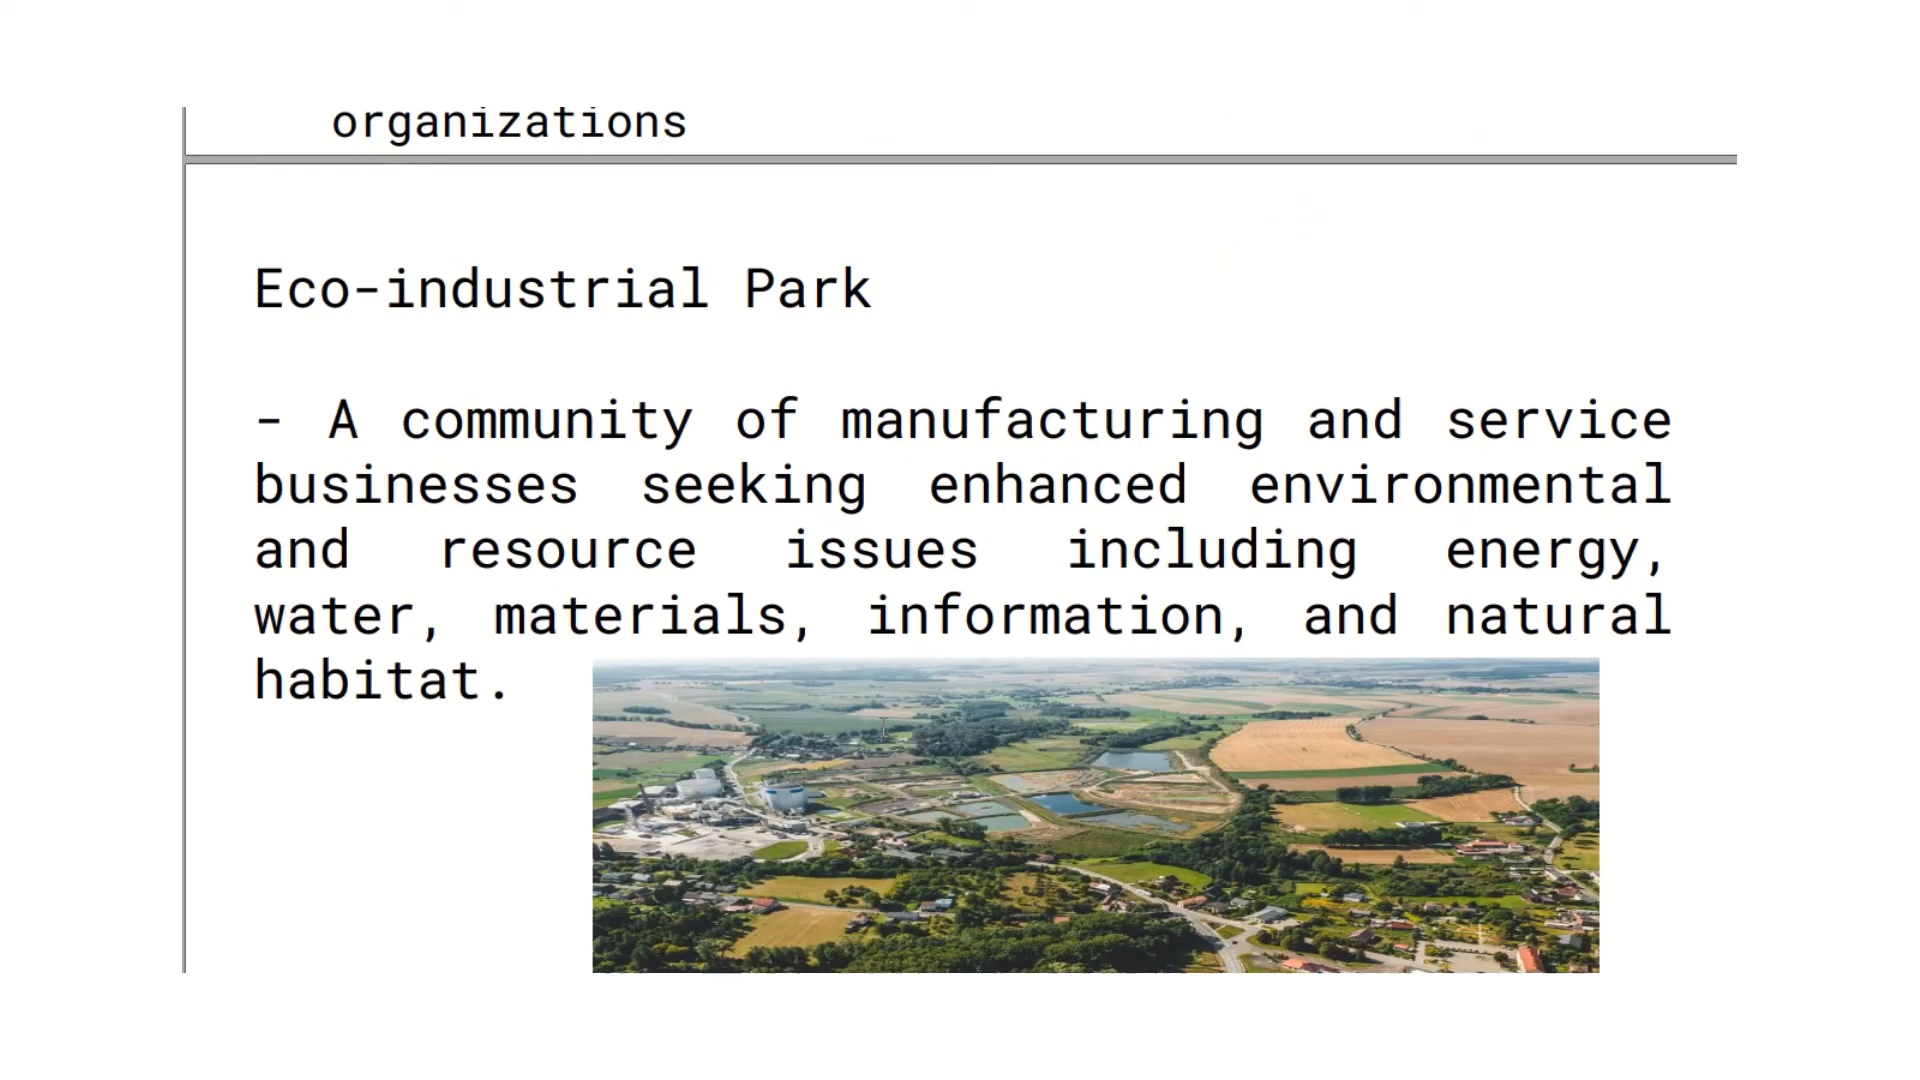 organizations
Eco-industrial Park
- A community of manufacturing and service
businesses seeking enhanced environmental
and resource issues including energy,
water, materials, information, and natural
habitat.